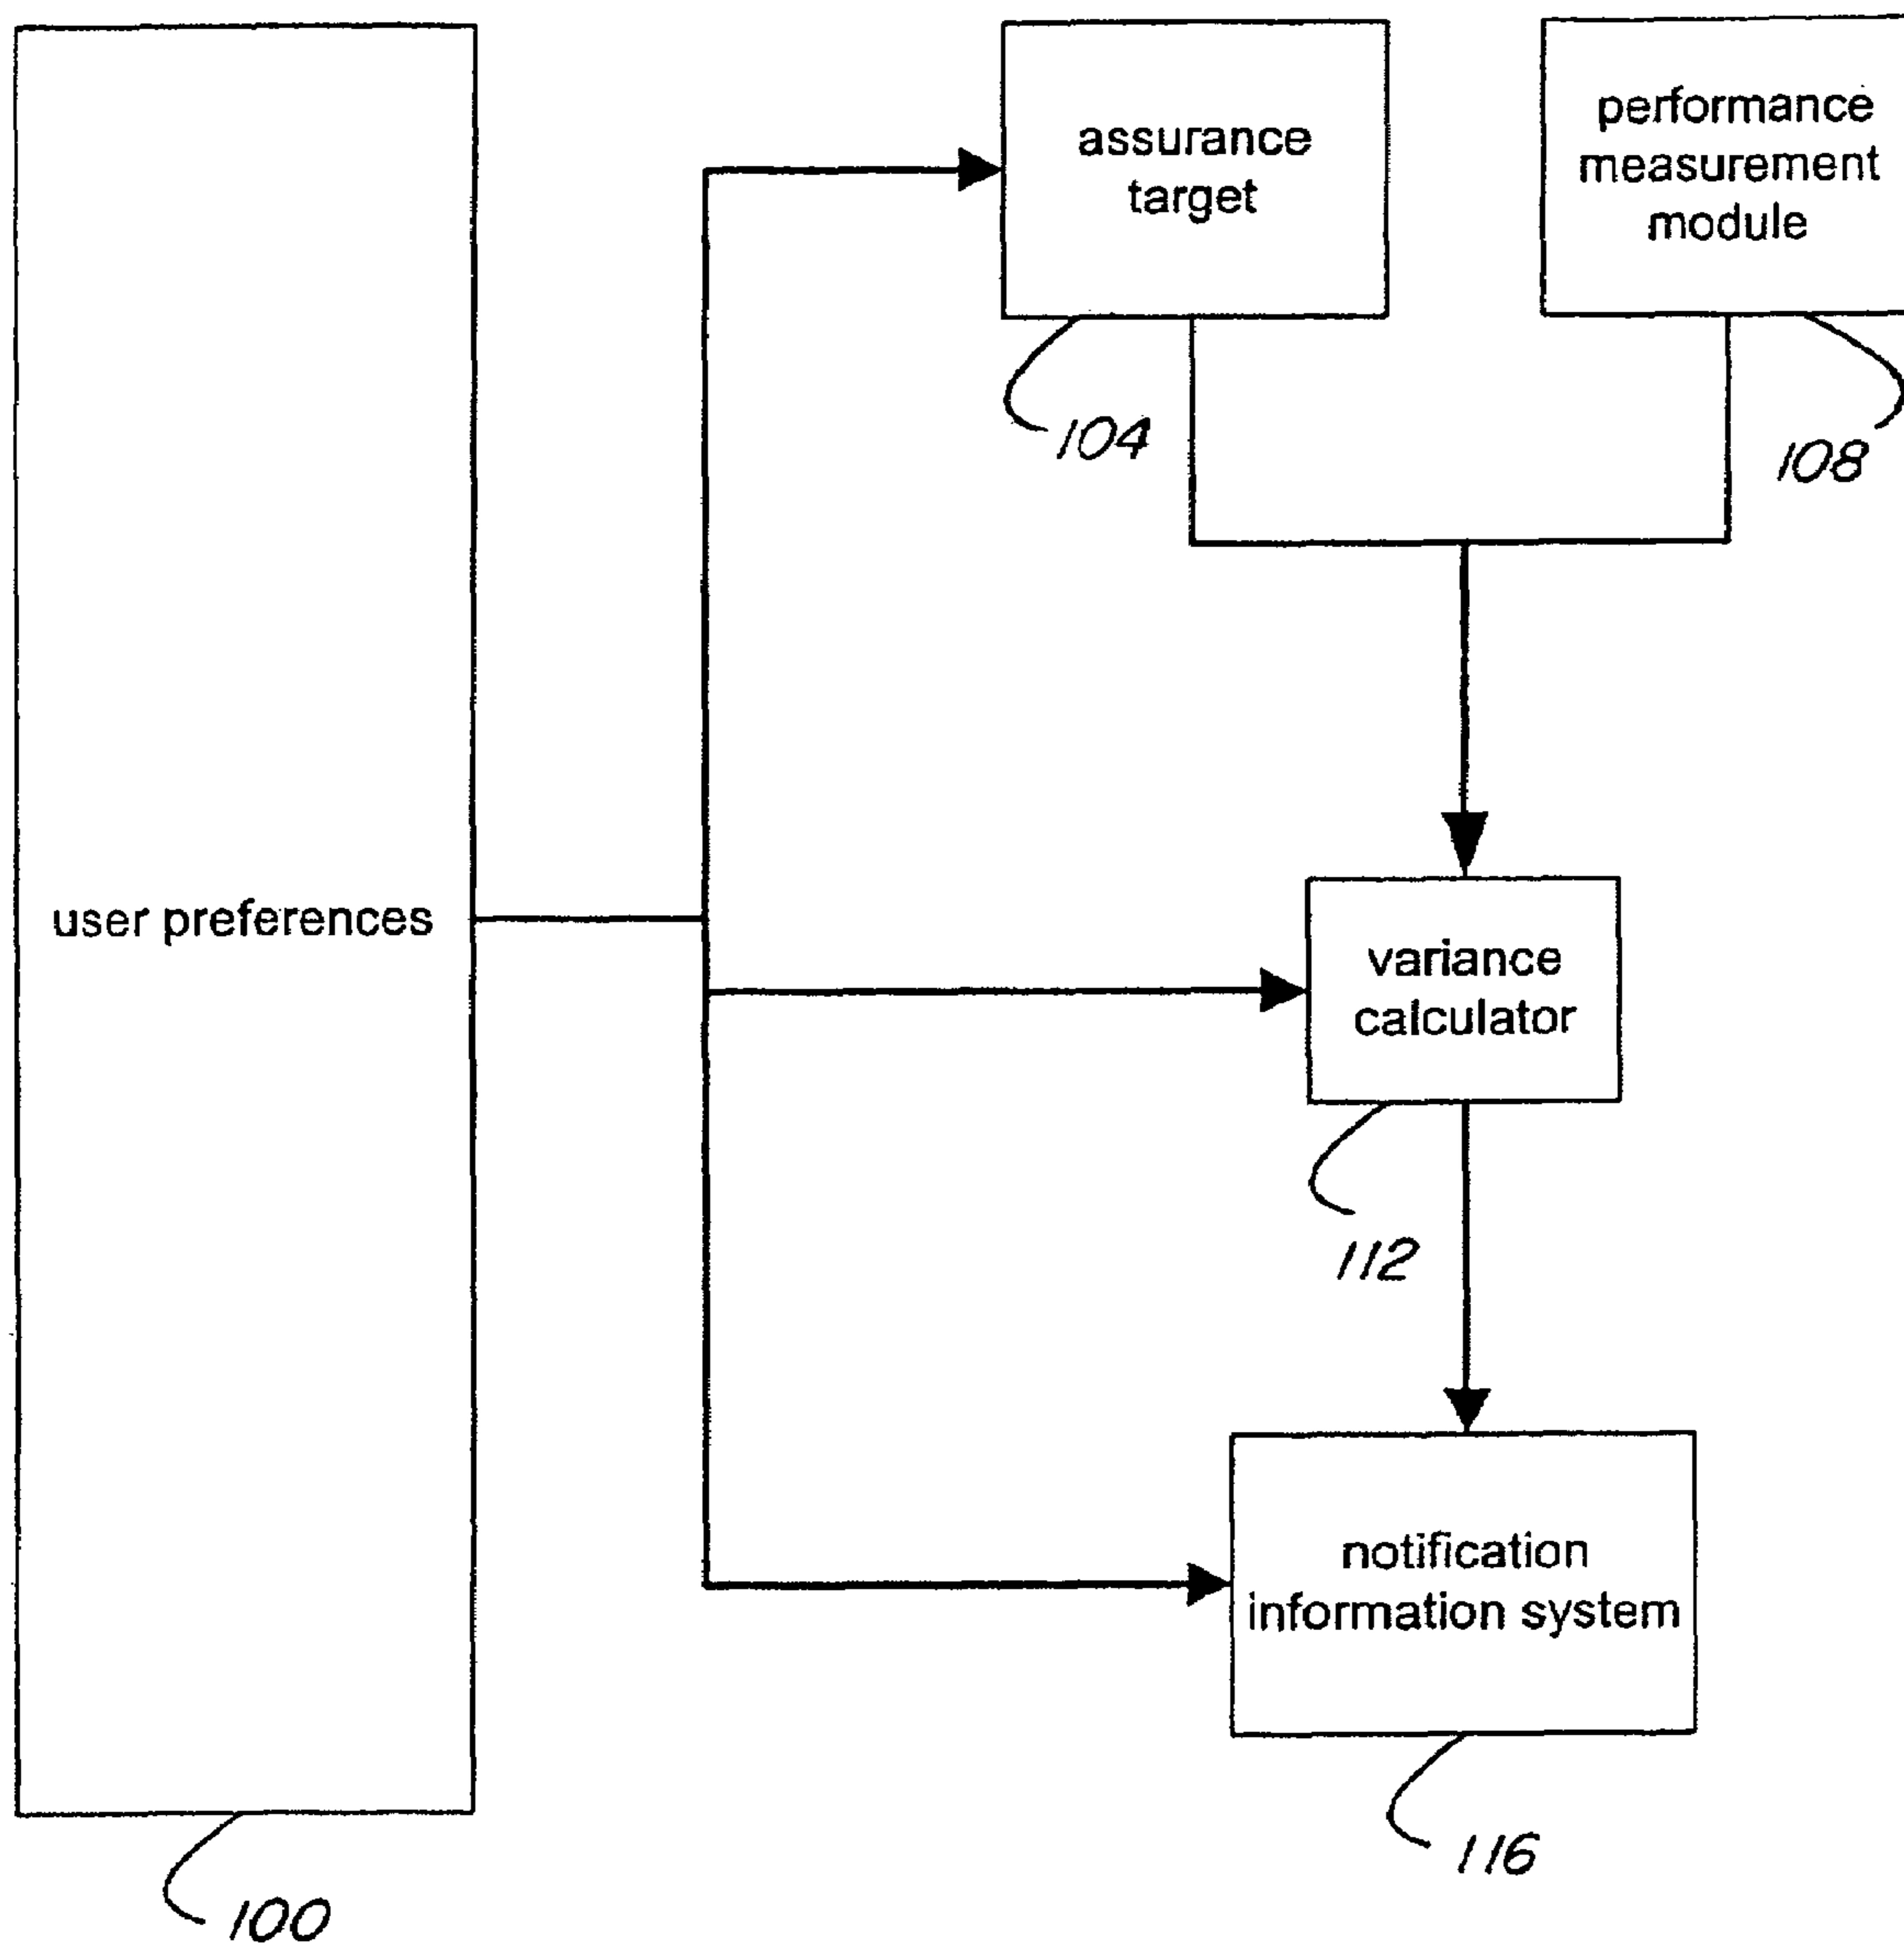 assurance
target
performance
measurement
module
104
108
user preferences
variance
calculator
112
notification
information system
116
100